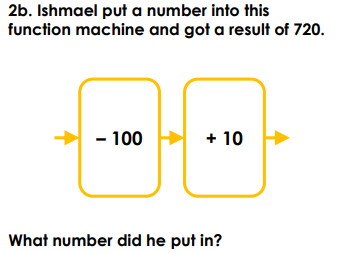 2b. Ishmael put a number into this
function machine and got a result of 720.
– 100
+ 10
What number did he put in?